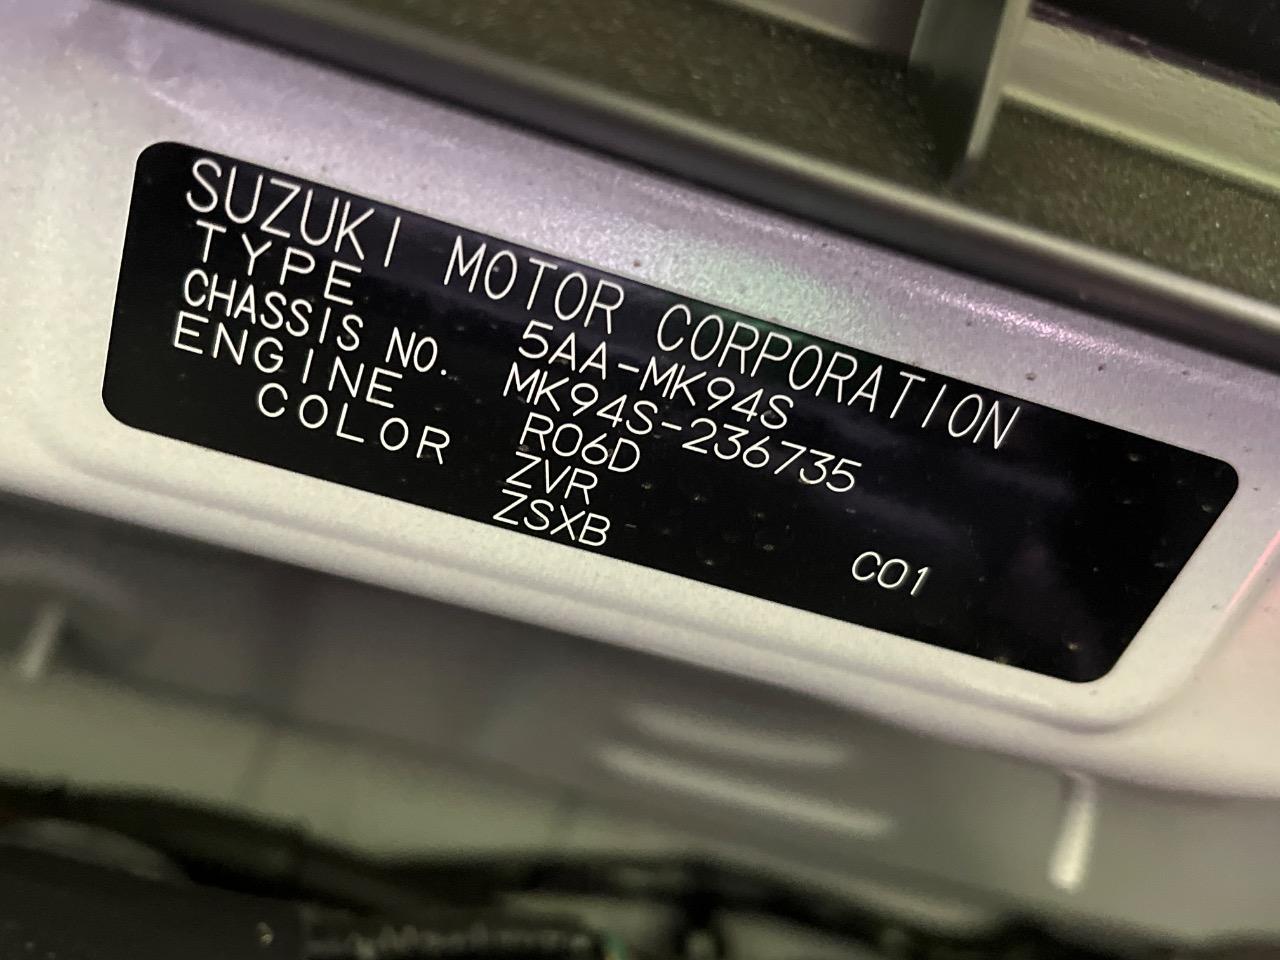 SUZUKI MOTOR CORPORATION
TYPE 5AA-MK94S
CHASSIS NO. MK94S-236735
ENGINE R06D
COLOR ZVR
ZSXB
C01